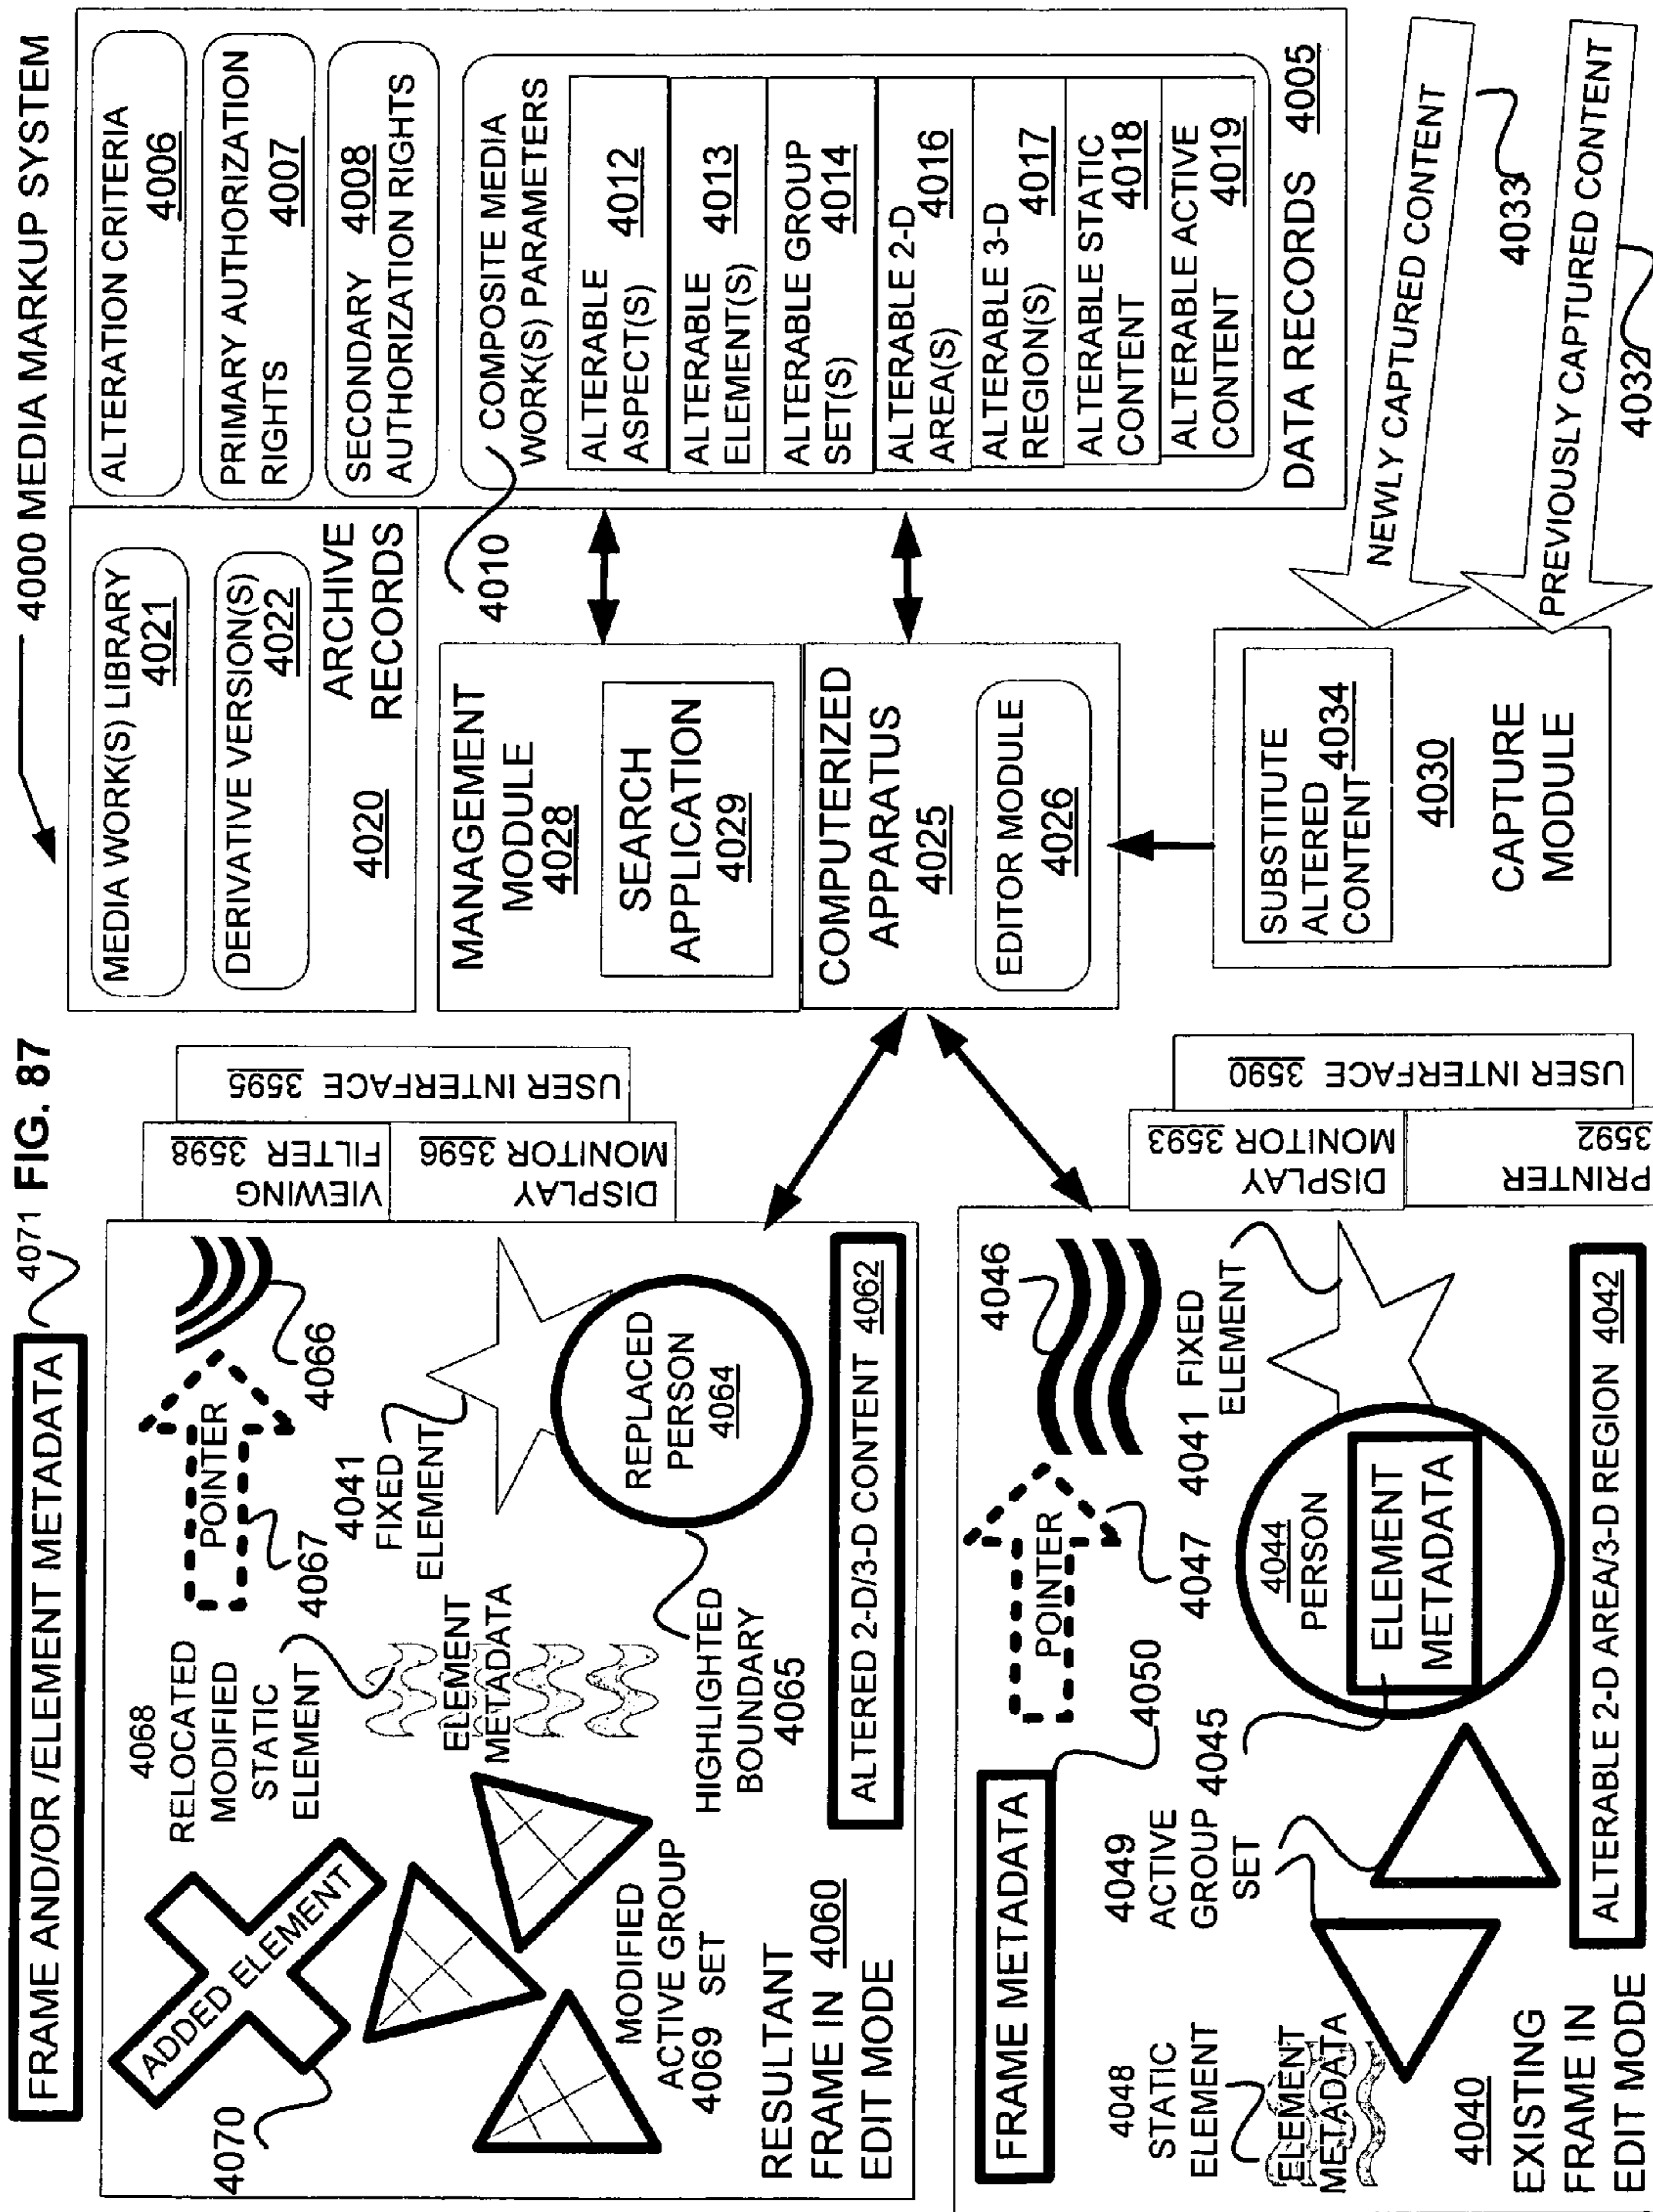 FRAME AND/OR /ELEMENT METADATA
4071
FIG. 87
4000 MEDIA MARKUP SYSTEM
ADDED ELEMENT
4070
4068
RELOCATED
MODIFIED
STATIC
ELEMENT
POINTER
4067
4066
4041
FIXED
ELEMENT
ELEMENT
METADATA
REPLACED
PERSON
4064
HIGHLIGHTED
BOUNDARY
4065
MODIFIED
ACTIVE GROUP
4069 SET
RESULTANT
FRAME IN 4060
EDIT MODE
ALTERED 2-D/3-D CONTENT 4062
VIEWING
FILTER 3598
DISPLAY
MONITOR 3596
USER INTERFACE 3595
FRAME METADATA
4050
POINTER
4047
4046
4041 FIXED
ELEMENT
4048
STATIC
ELEMENT
ELEMENT
METADATA
4049
ACTIVE
GROUP
SET
4045
4044
PERSON
ELEMENT
METADATA
4040
EXISTING
FRAME IN
EDIT MODE
ALTERABLE 2-D AREA/3-D REGION 4042
DISPLAY
MONITOR 3593
PRINTER
3592
USER INTERFACE 3590
MEDIA WORK(S) LIBRARY
4021
DERIVATIVE VERSION(S)
4022
ARCHIVE
4020 RECORDS
MANAGEMENT
MODULE
4028
SEARCH
APPLICATION
4029
COMPUTERIZED
APPARATUS
4025
EDITOR MODULE
4026
SUBSTITUTE
ALTERED
CONTENT 4034
4030
CAPTURE
MODULE
ALTERATION CRITERIA
4006
PRIMARY AUTHORIZATION
RIGHTS 4007
SECONDARY 4008
AUTHORIZATION RIGHTS
4010
COMPOSITE MEDIA
WORK(S) PARAMETERS
ALTERABLE
ASPECT(S) 4012
ALTERABLE
ELEMENT(S) 4013
ALTERABLE GROUP
SET(S) 4014
ALTERABLE 2-D
AREA(S) 4016
ALTERABLE 3-D
REGION(S) 4017
ALTERABLE STATIC
CONTENT 4018
ALTERABLE ACTIVE
CONTENT 4019
DATA RECORDS 4005
NEWLY CAPTURED CONTENT
4033
PREVIOUSLY CAPTURED CONTENT
4032